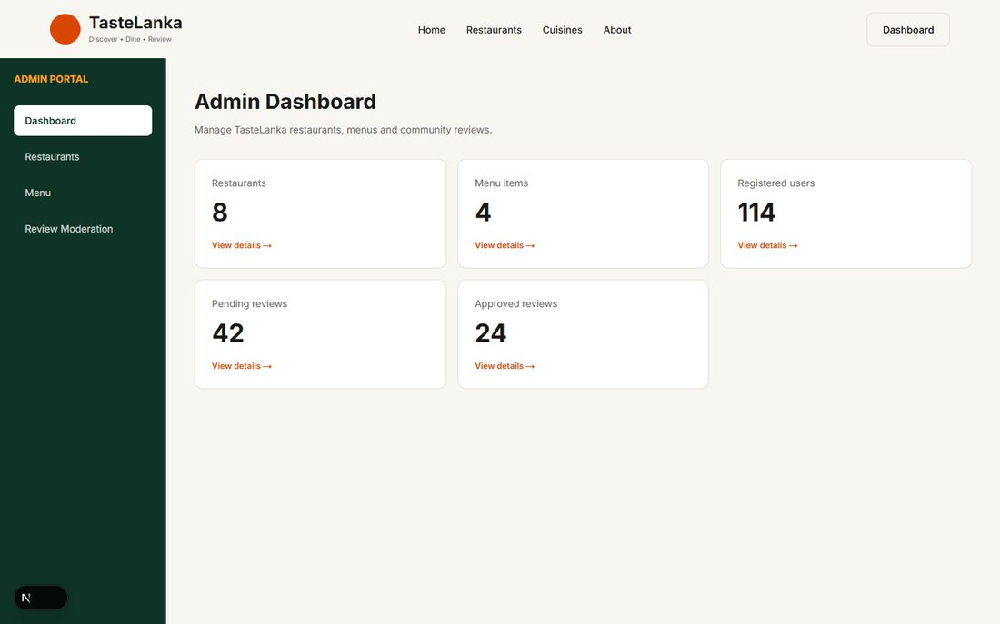 TasteLanka
Discover • Dine • Review
Home
Restaurants
Cuisines
About
Dashboard
ADMIN PORTAL
Dashboard
Restaurants
Menu
Review Moderation
Admin Dashboard
Manage TasteLanka restaurants, menus and community reviews.
Restaurants
8
View details →
Menu items
4
View details →
Registered users
114
View details →
Pending reviews
42
View details →
Approved reviews
24
View details →
N